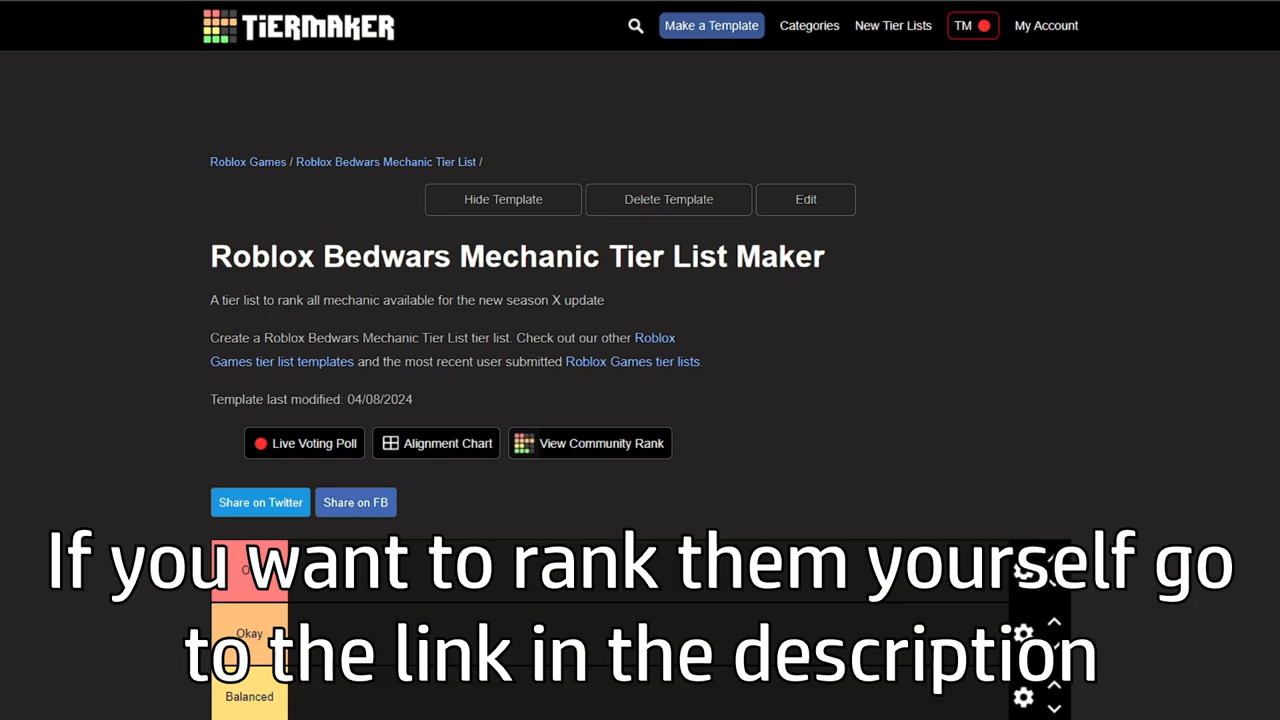 TiERMAKER
Make a Template
Categories
New Tier Lists
TM
My Account
Roblox Games / Roblox Bedwars Mechanic Tier List /
Hide Template
Delete Template
Edit
Roblox Bedwars Mechanic Tier List Maker
A tier list to rank all mechanic available for the new season X update
Create a Roblox Bedwars Mechanic Tier List tier list. Check out our other Roblox
Games tier list templates and the most recent user submitted Roblox Games tier lists.
Template last modified: 04/08/2024
Live Voting Poll
Alignment Chart
View Community Rank
Share on Twitter
Share on FB
If you want to rank them yourself go
Okay
to the link in the description
Balanced